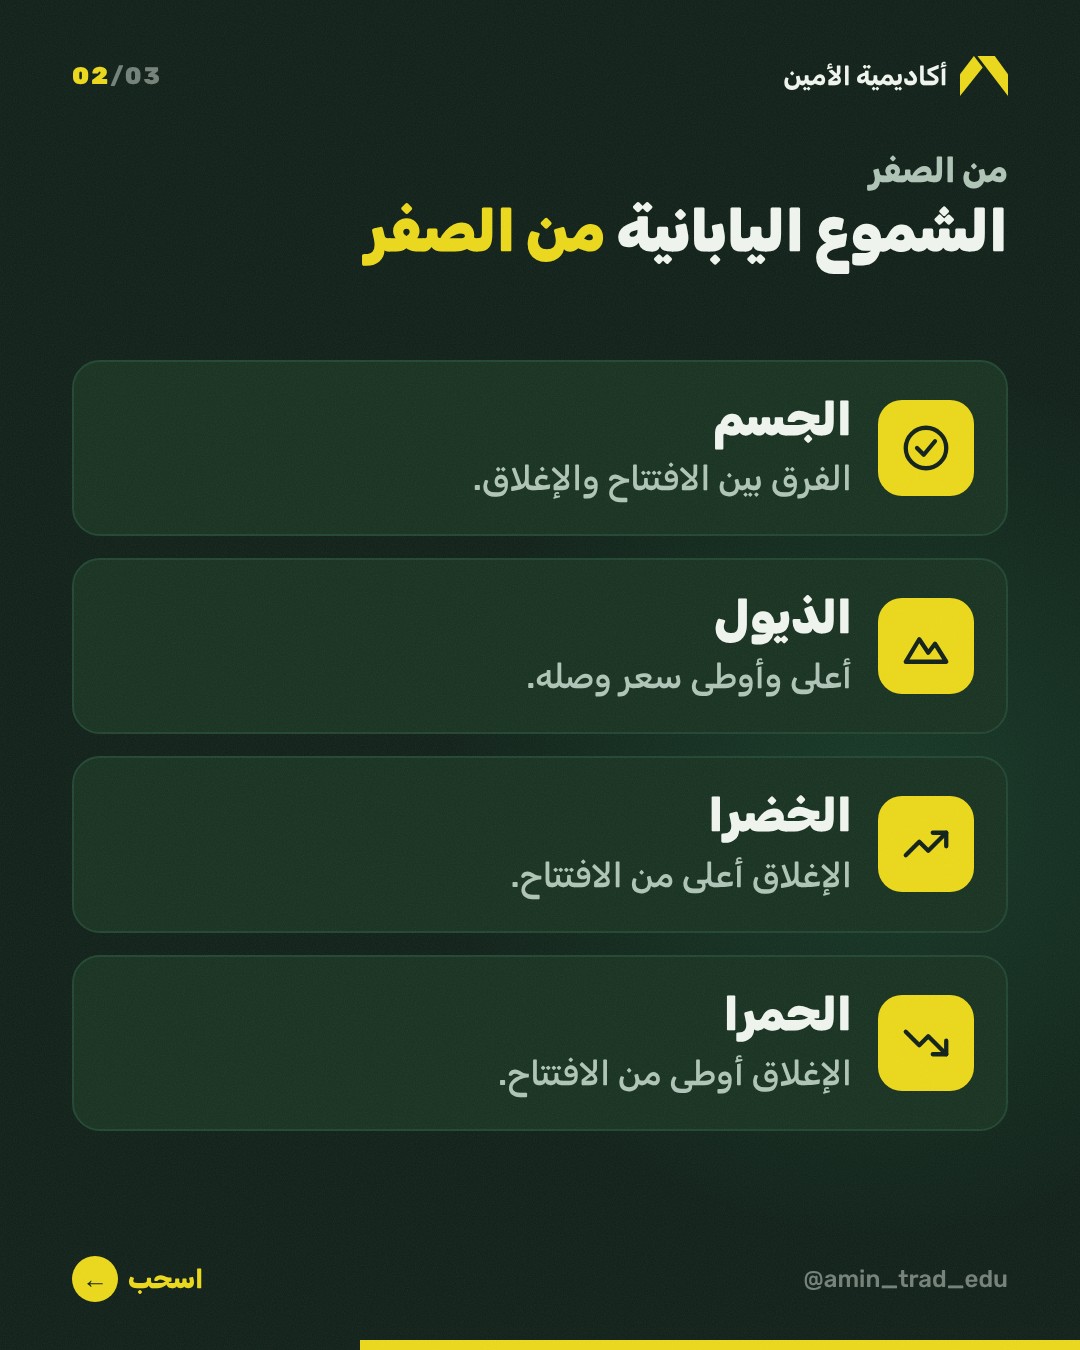 أكاديمية الأمين
02/03
من الصفر
الشموع اليابانية من الصفر
الجسم
الفرق بين الافتتاح والإغلاق.
الذيول
أعلى وأوطى سعر وصله.
الخضرا
الإغلاق أعلى من الافتتاح.
الحمرا
الإغلاق أوطى من الافتتاح.
@amin_trad_edu
اسحب ←